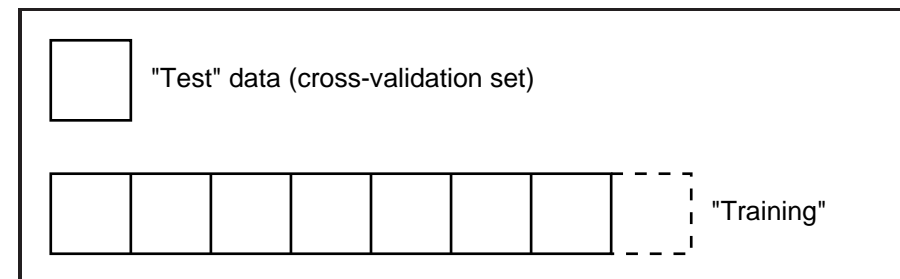 "Test" data (cross-validation set)
"Training"